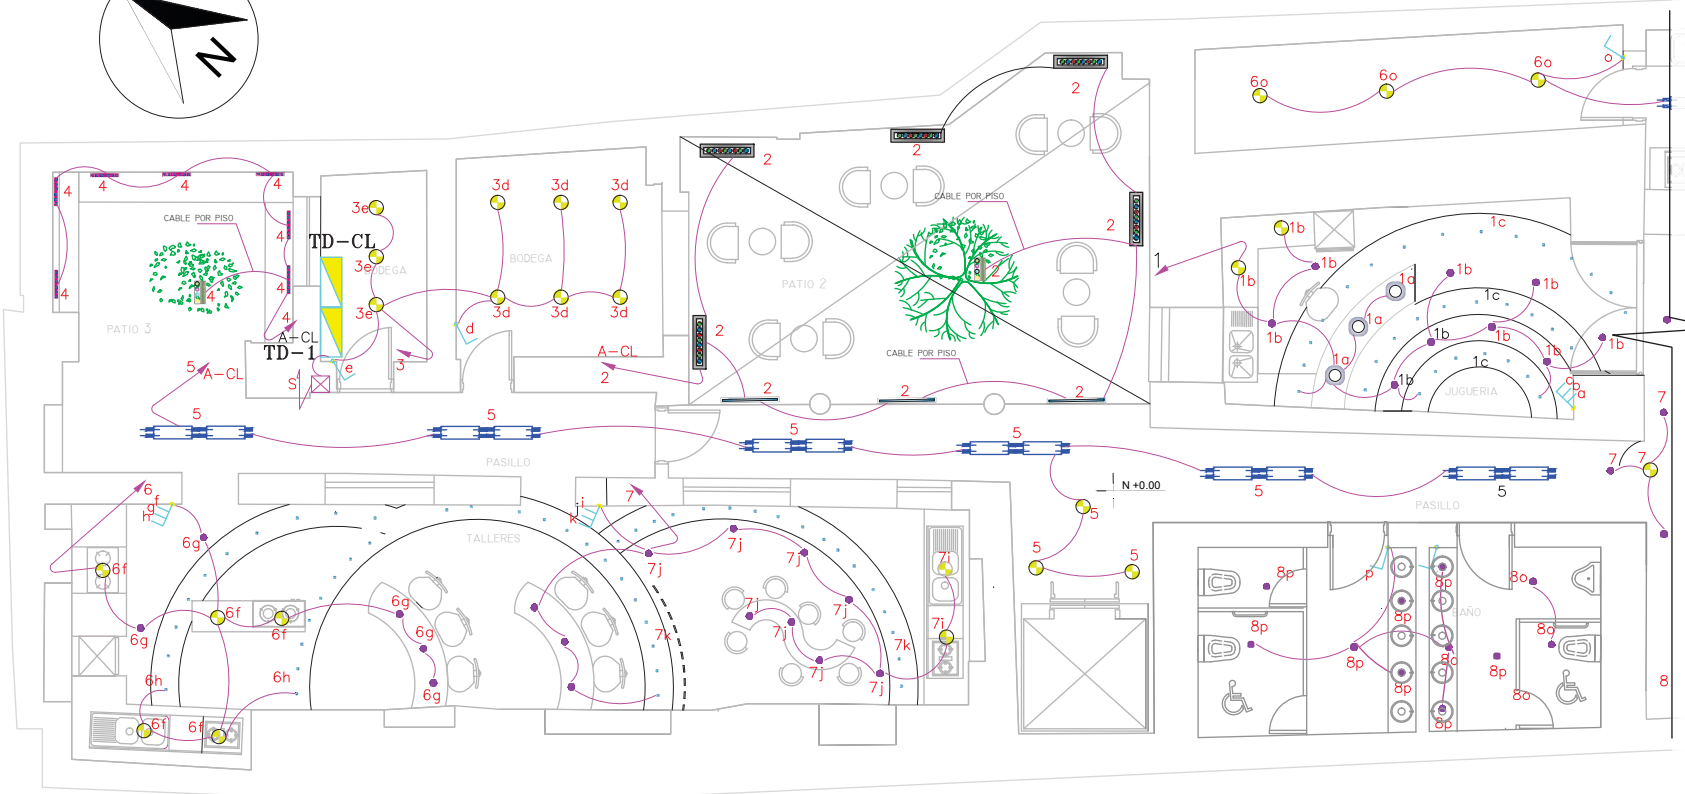 N
6o
6o
6o
o
2
2
2
2
2
2
2
2
2
2
CABLE POR PISO
CABLE POR PISO
PATIO 2
4
4
4
4
4
4
4
4
4
CABLE POR PISO
PATIO 3
TD-CL
3e
3e
3e
BODEGA
3d
3d
3d
BODEGA
3d
3d
3d
d
A-CL
TD-1
e
3
S
A-CL
2
5
A-CL
1
1b
1b
1b
1b
1c
1a
1a
1a
1b
1b
1c
1b
1b
1b
1b
1b
1c
JUGUERIA
a
5
5
5
5
5
5
PASILLO
PASILLO
N +0.00
5
5
5
7
7
7
6
f
g
h
i
j
k
7
TALLERES
6g
6f
6g
6f
6f
6g
6g
6g
6h
6h
6f
6f
7j
7j
7j
7j
7j
7j
7j
7j
7k
7k
7i
7i
8p
p
8p
8o
8p
8p
BAÑO
8o
8p
8p
8o
8p
8p
8o
8